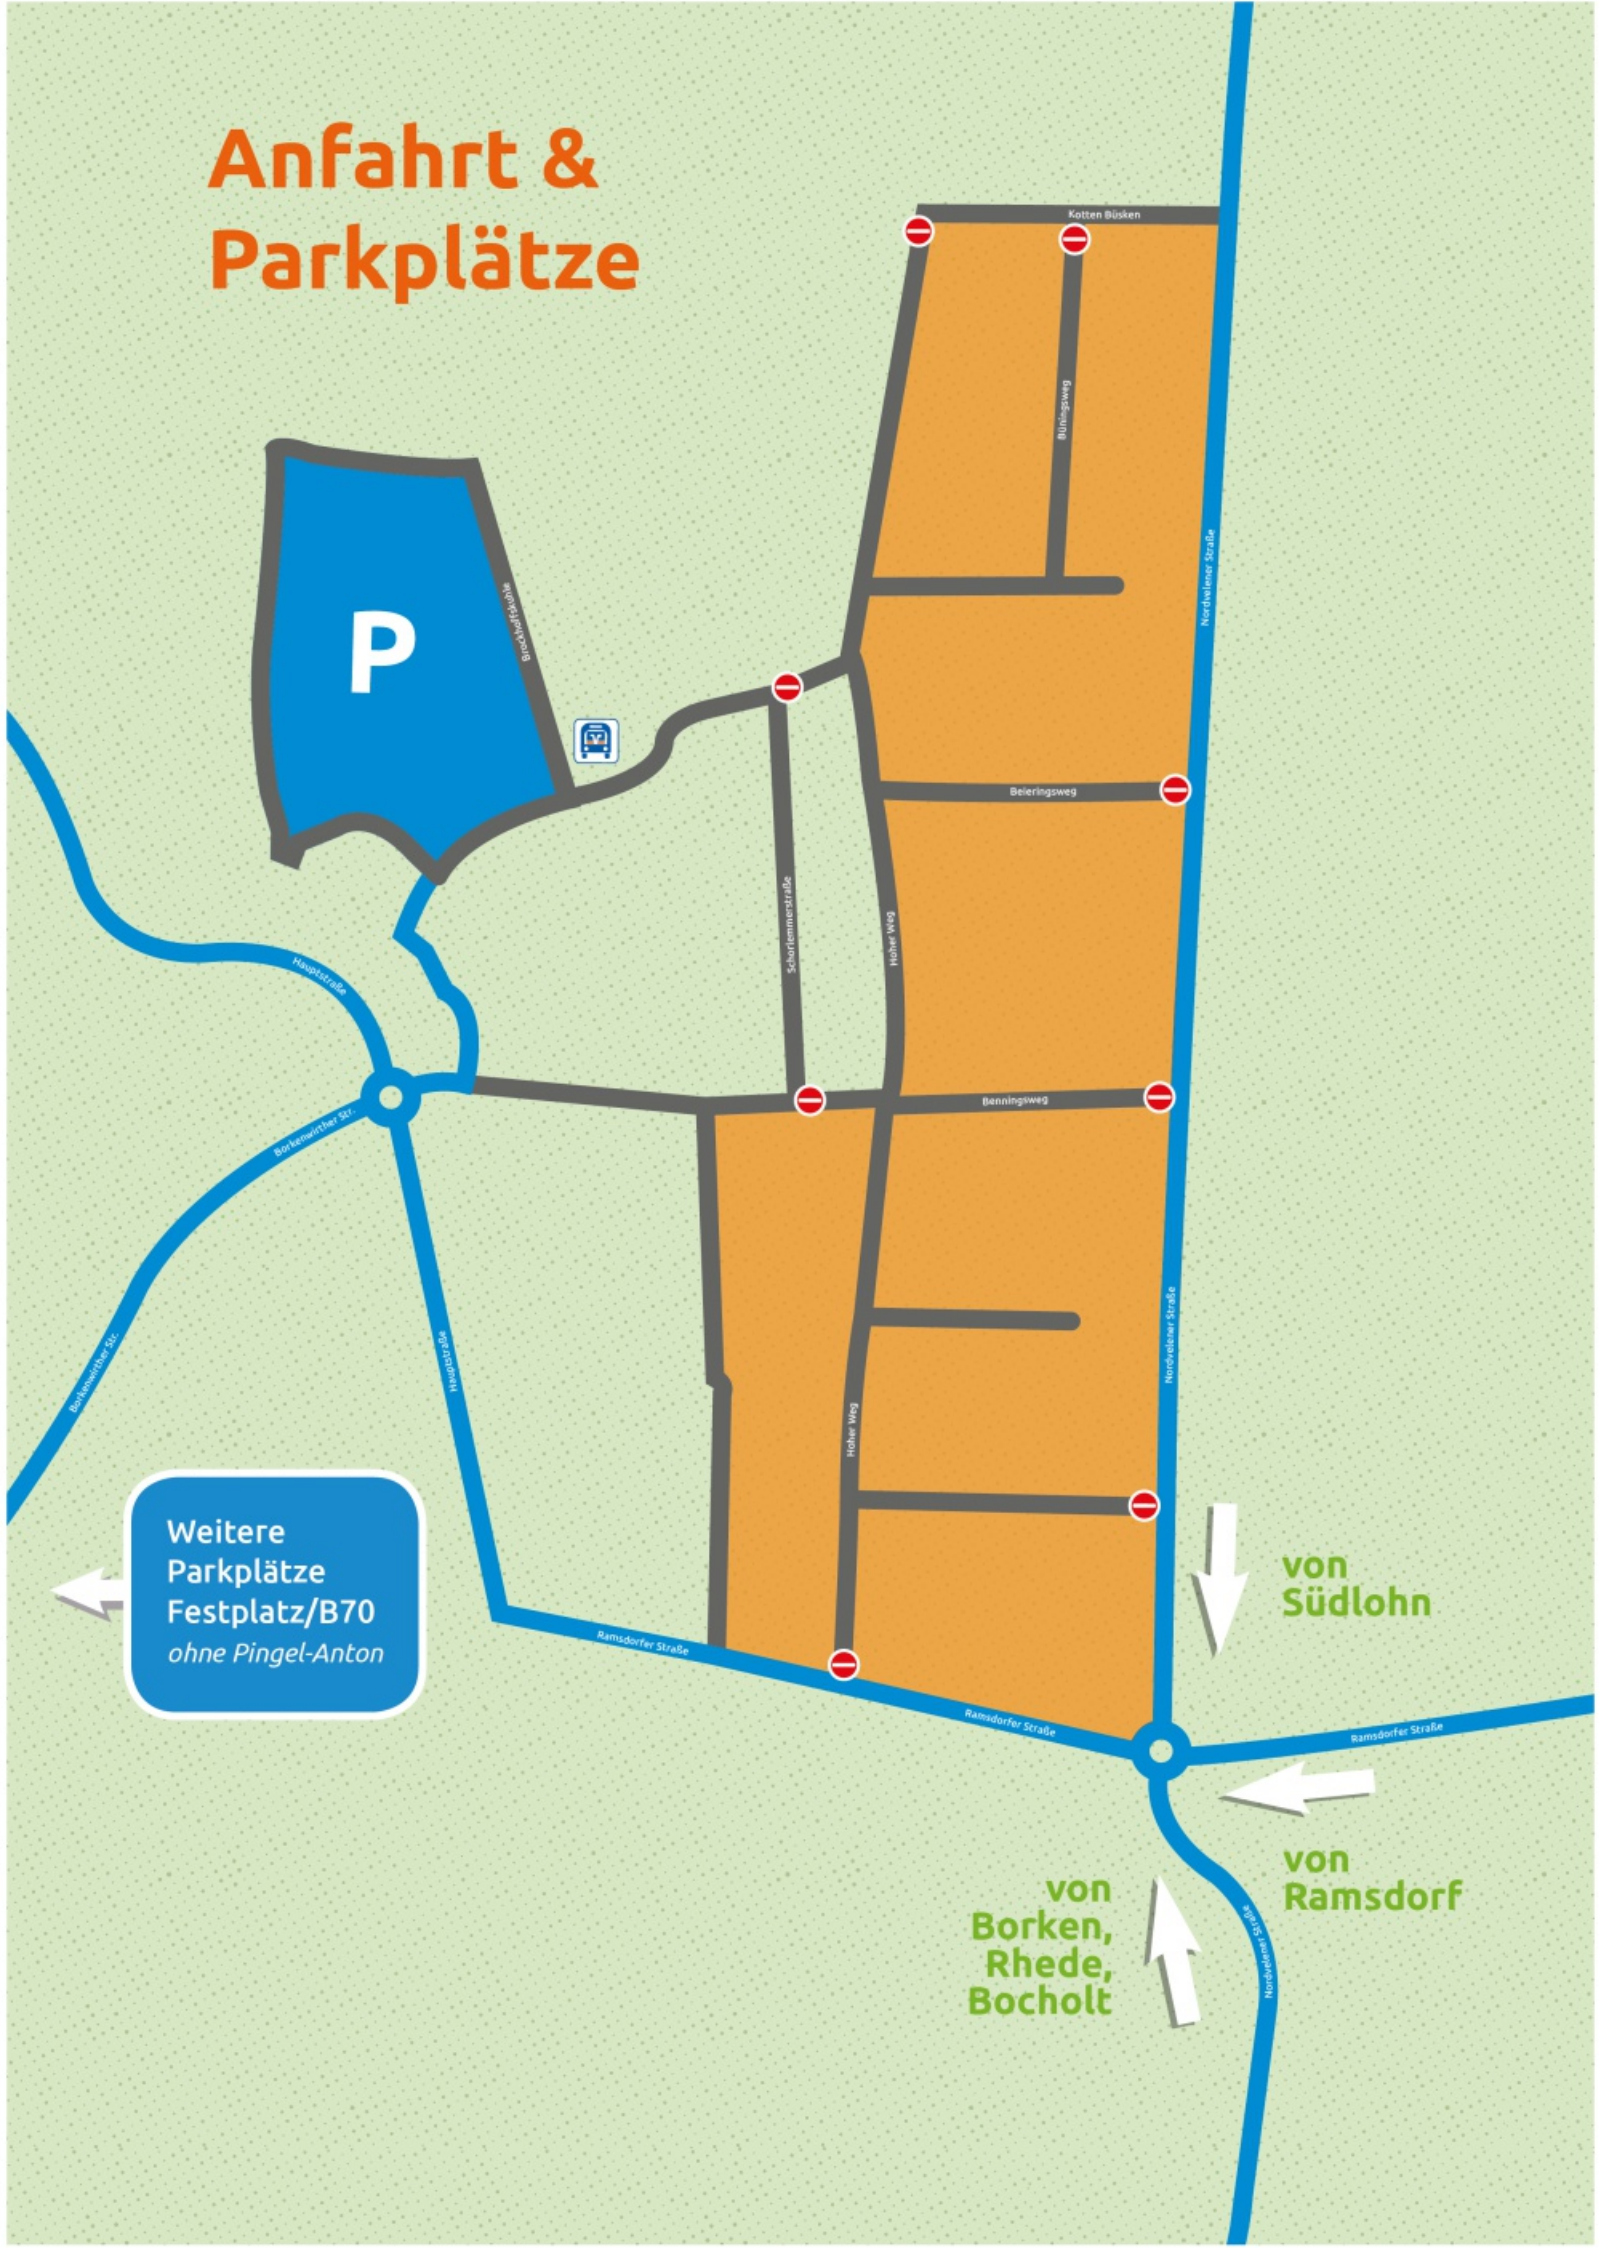 Anfahrt &
Parkplätze
Kotten Büsken
Büningsweg
Nordvelener Straße
Brockhoffskuhle
P
Beieringsweg
Schorlemmerstraße
Hoher Weg
Hauptstraße
Benningsweg
Borkenwirther Str.
Nordvelener Straße
Hauptstraße
Borkenwirther Str.
Hoher Weg
Weitere
Parkplätze
Festplatz/B70
ohne Pingel-Anton
von
Südlohn
Ramsdorfer Straße
Ramsdorfer Straße
Ramsdorfer Straße
von
Ramsdorf
von
Borken,
Rhede,
Bocholt
Nordvelener Straße